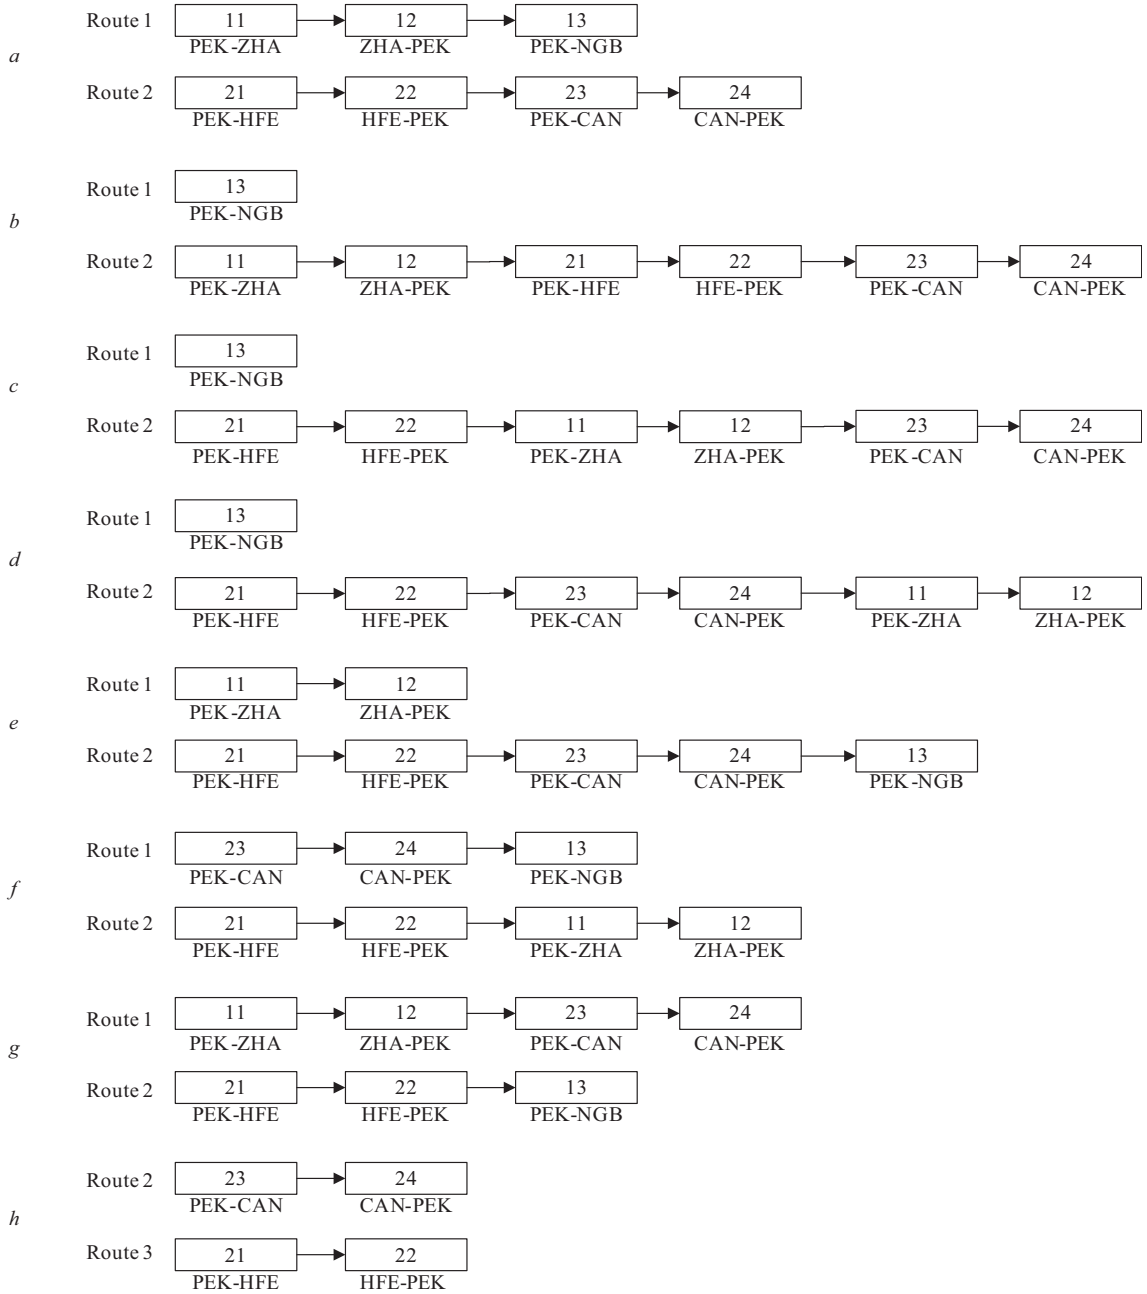 Route 1 11 12 13
PEK-ZHA ZHA-PEK PEK-NGB
a
Route 2 21 22 23 24
PEK-HFE HFE-PEK PEK-CAN CAN-PEK
Route 1 13
PEK-NGB
b
Route 2 11 12 21 22 23 24
PEK-ZHA ZHA-PEK PEK-HFE HFE-PEK PEK-CAN CAN-PEK
Route 1 13
PEK-NGB
c
Route 2 21 22 11 12 23 24
PEK-HFE HFE-PEK PEK-ZHA ZHA-PEK PEK-CAN CAN-PEK
Route 1 13
PEK-NGB
d
Route 2 21 22 23 24 11 12
PEK-HFE HFE-PEK PEK-CAN CAN-PEK PEK-ZHA ZHA-PEK
Route 1 11 12
PEK-ZHA ZHA-PEK
e
Route 2 21 22 23 24 13
PEK-HFE HFE-PEK PEK-CAN CAN-PEK PEK-NGB
Route 1 23 24 13
PEK-CAN CAN-PEK PEK-NGB
f
Route 2 21 22 11 12
PEK-HFE HFE-PEK PEK-ZHA ZHA-PEK
Route 1 11 12 23 24
PEK-ZHA ZHA-PEK PEK-CAN CAN-PEK
g
Route 2 21 22 13
PEK-HFE HFE-PEK PEK-NGB
Route 2 23 24
PEK-CAN CAN-PEK
h
Route 3 21 22
PEK-HFE HFE-PEK